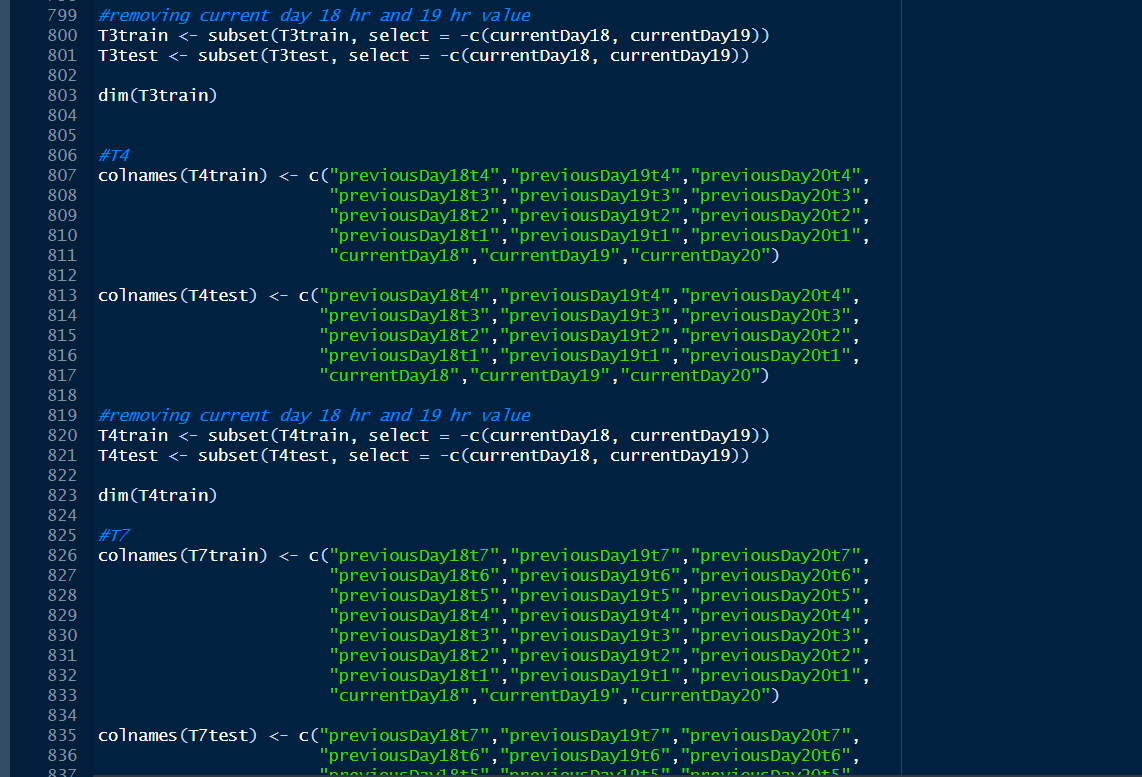 799 #removing current day 18 hr and 19 hr value
800 T3train <- subset(T3train, select = -c(currentDay18, currentDay19))
801 T3test <- subset(T3test, select = -c(currentDay18, currentDay19))
802
803 dim(T3train)
804
805
806 #T4
807 colnames(T4train) <- c("previousDay18t4","previousDay19t4","previousDay20t4",
808 "previousDay18t3","previousDay19t3","previousDay20t3",
809 "previousDay18t2","previousDay19t2","previousDay20t2",
810 "previousDay18t1","previousDay19t1","previousDay20t1",
811 "currentDay18","currentDay19","currentDay20")
812
813 colnames(T4test) <- c("previousDay18t4","previousDay19t4","previousDay20t4",
814 "previousDay18t3","previousDay19t3","previousDay20t3",
815 "previousDay18t2","previousDay19t2","previousDay20t2",
816 "previousDay18t1","previousDay19t1","previousDay20t1",
817 "currentDay18","currentDay19","currentDay20")
818
819 #removing current day 18 hr and 19 hr value
820 T4train <- subset(T4train, select = -c(currentDay18, currentDay19))
821 T4test <- subset(T4test, select = -c(currentDay18, currentDay19))
822
823 dim(T4train)
824
825 #T7
826 colnames(T7train) <- c("previousDay18t7","previousDay19t7","previousDay20t7",
827 "previousDay18t6","previousDay19t6","previousDay20t6",
828 "previousDay18t5","previousDay19t5","previousDay20t5",
829 "previousDay18t4","previousDay19t4","previousDay20t4",
830 "previousDay18t3","previousDay19t3","previousDay20t3",
831 "previousDay18t2","previousDay19t2","previousDay20t2",
832 "previousDay18t1","previousDay19t1","previousDay20t1",
833 "currentDay18","currentDay19","currentDay20")
834
835 colnames(T7test) <- c("previousDay18t7","previousDay19t7","previousDay20t7",
836 "previousDay18t6","previousDay19t6","previousDay20t6",
837 "previousDay18t5","previousDay19t5","previousDay20t5",